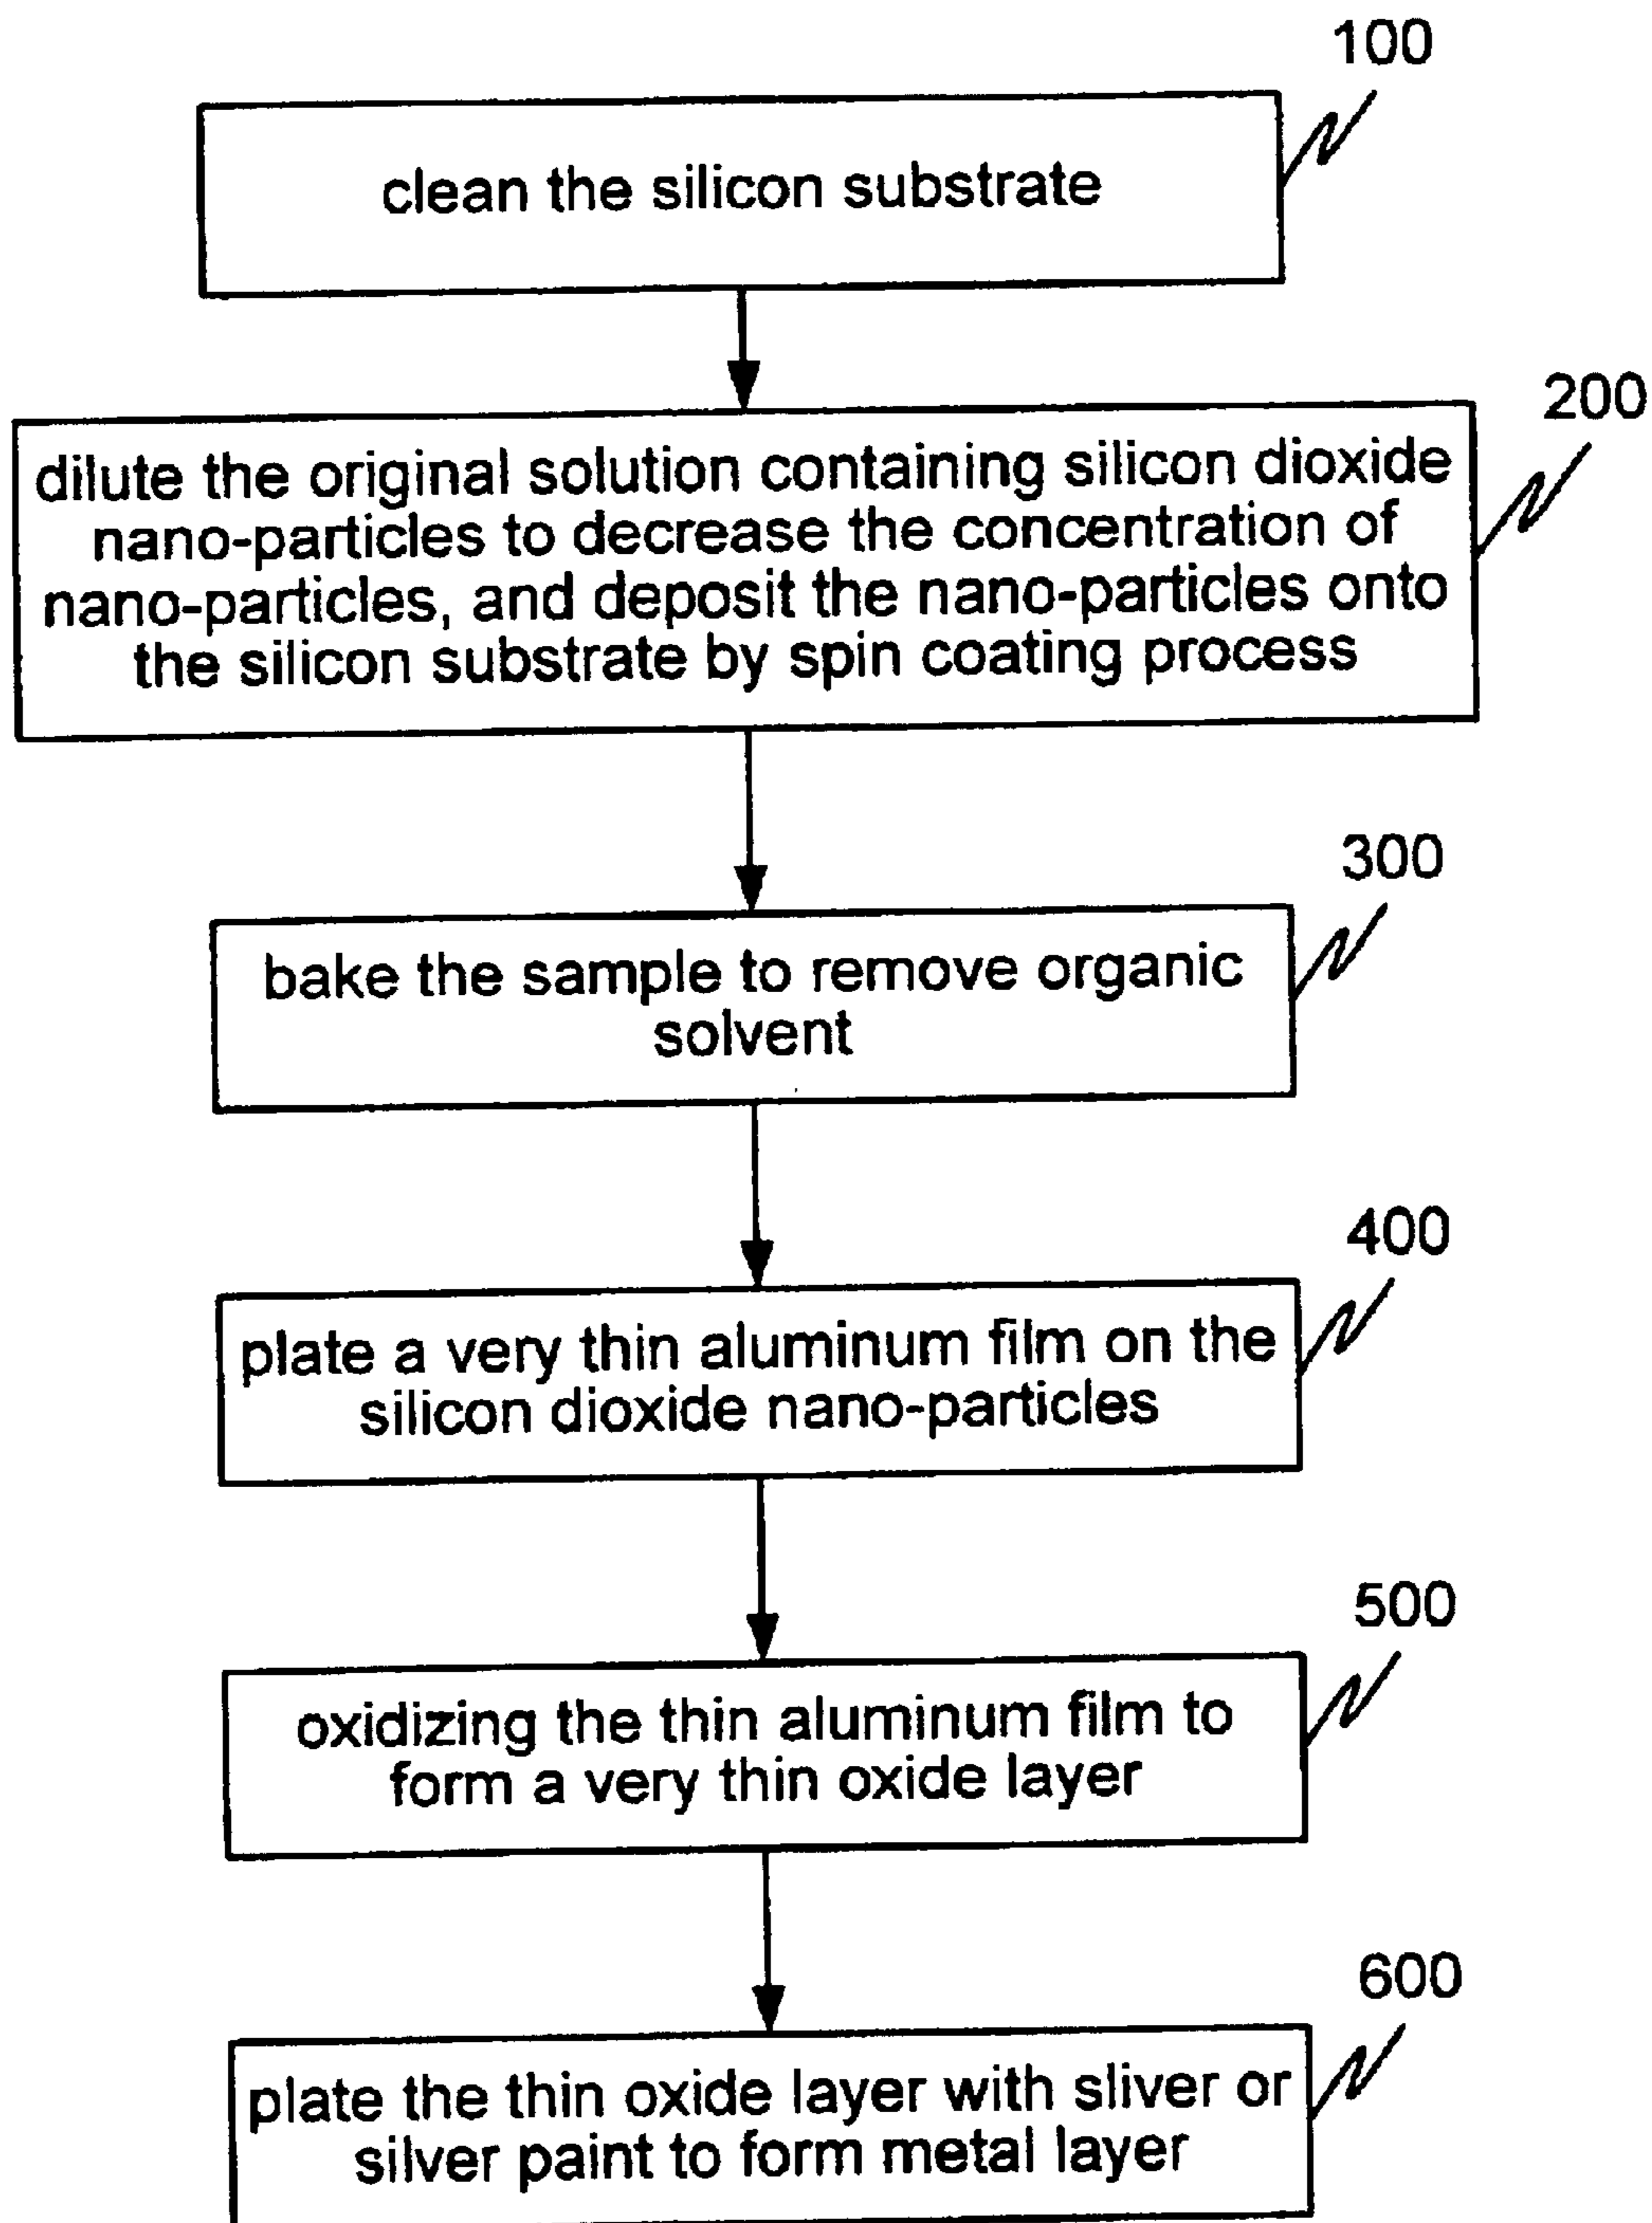 100
clean the silicon substrate
200
dilute the original solution containing silicon dioxide
nano-particles to decrease the concentration of
nano-particles, and deposit the nano-particles onto
the silicon substrate by spin coating process
300
bake the sample to remove organic
solvent
400
plate a very thin aluminum film on the
silicon dioxide nano-particles
500
oxidizing the thin aluminum film to
form a very thin oxide layer
600
plate the thin oxide layer with sliver or
silver paint to form metal layer